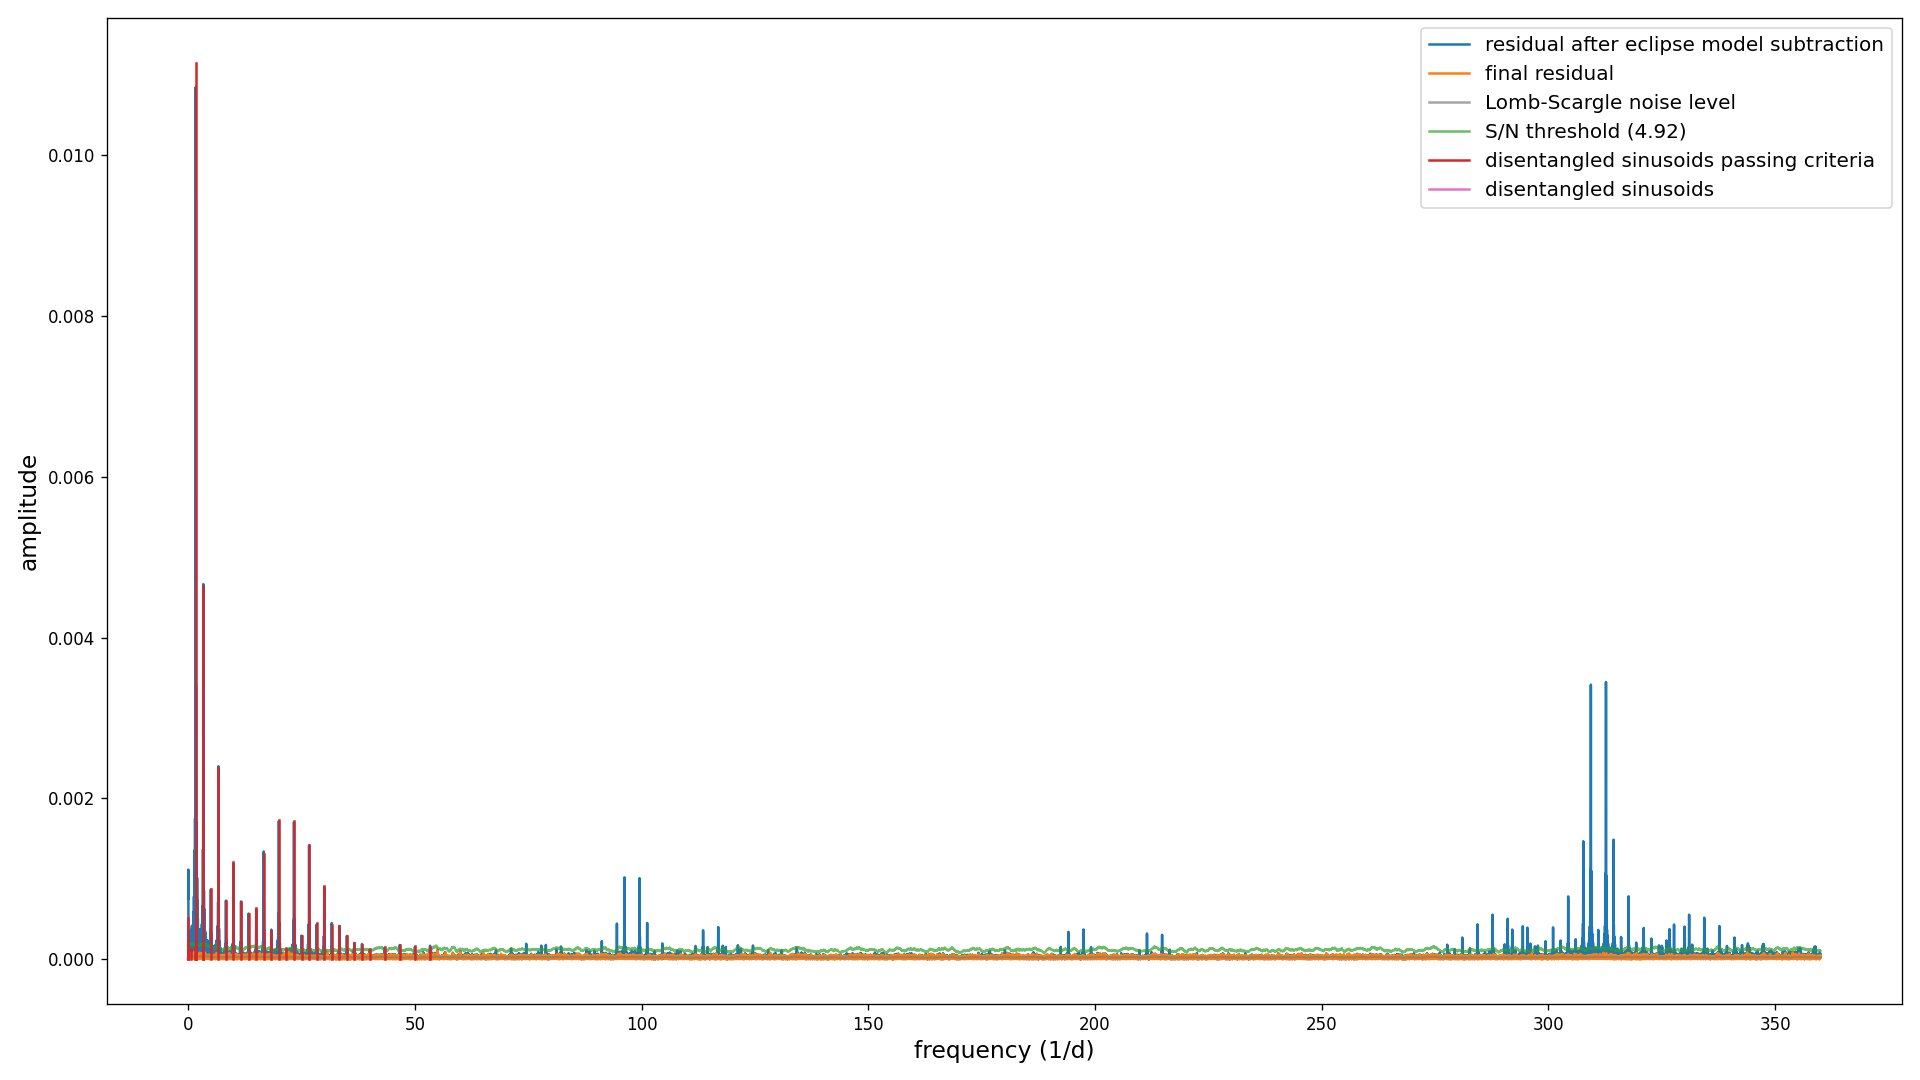 residual after eclipse model subtraction
final residual
Lomb-Scargle noise level
S/N threshold (4.92)
disentangled sinusoids passing criteria
disentangled sinusoids
amplitude
0.010
0.008
0.006
0.004
0.002
0.000
0 50 100 150 200 250 300 350
frequency (1/d)